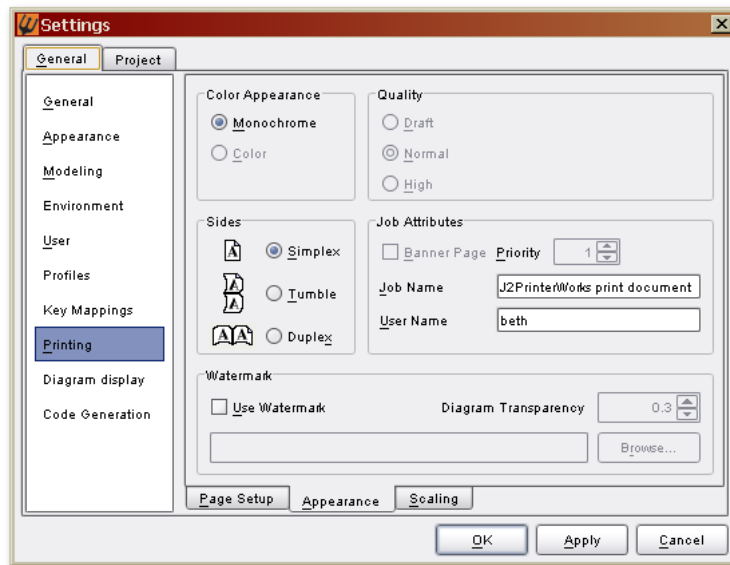 Settings
General
Project
General
Appearance
Modeling
Environment
User
Profiles
Key Mappings
Printing
Diagram display
Code Generation
Color Appearance
Monochrome
Color
Quality
Draft
Normal
High
Sides
A
Simplex
A
A
Tumble
A A
Duplex
Job Attributes
Banner Page Priority 1
Job Name J2PrinterWorks print document
User Name beth
Watermark
Use Watermark Diagram Transparency 0.3
Browse...
Page Setup Appearance Scaling
OK Apply Cancel